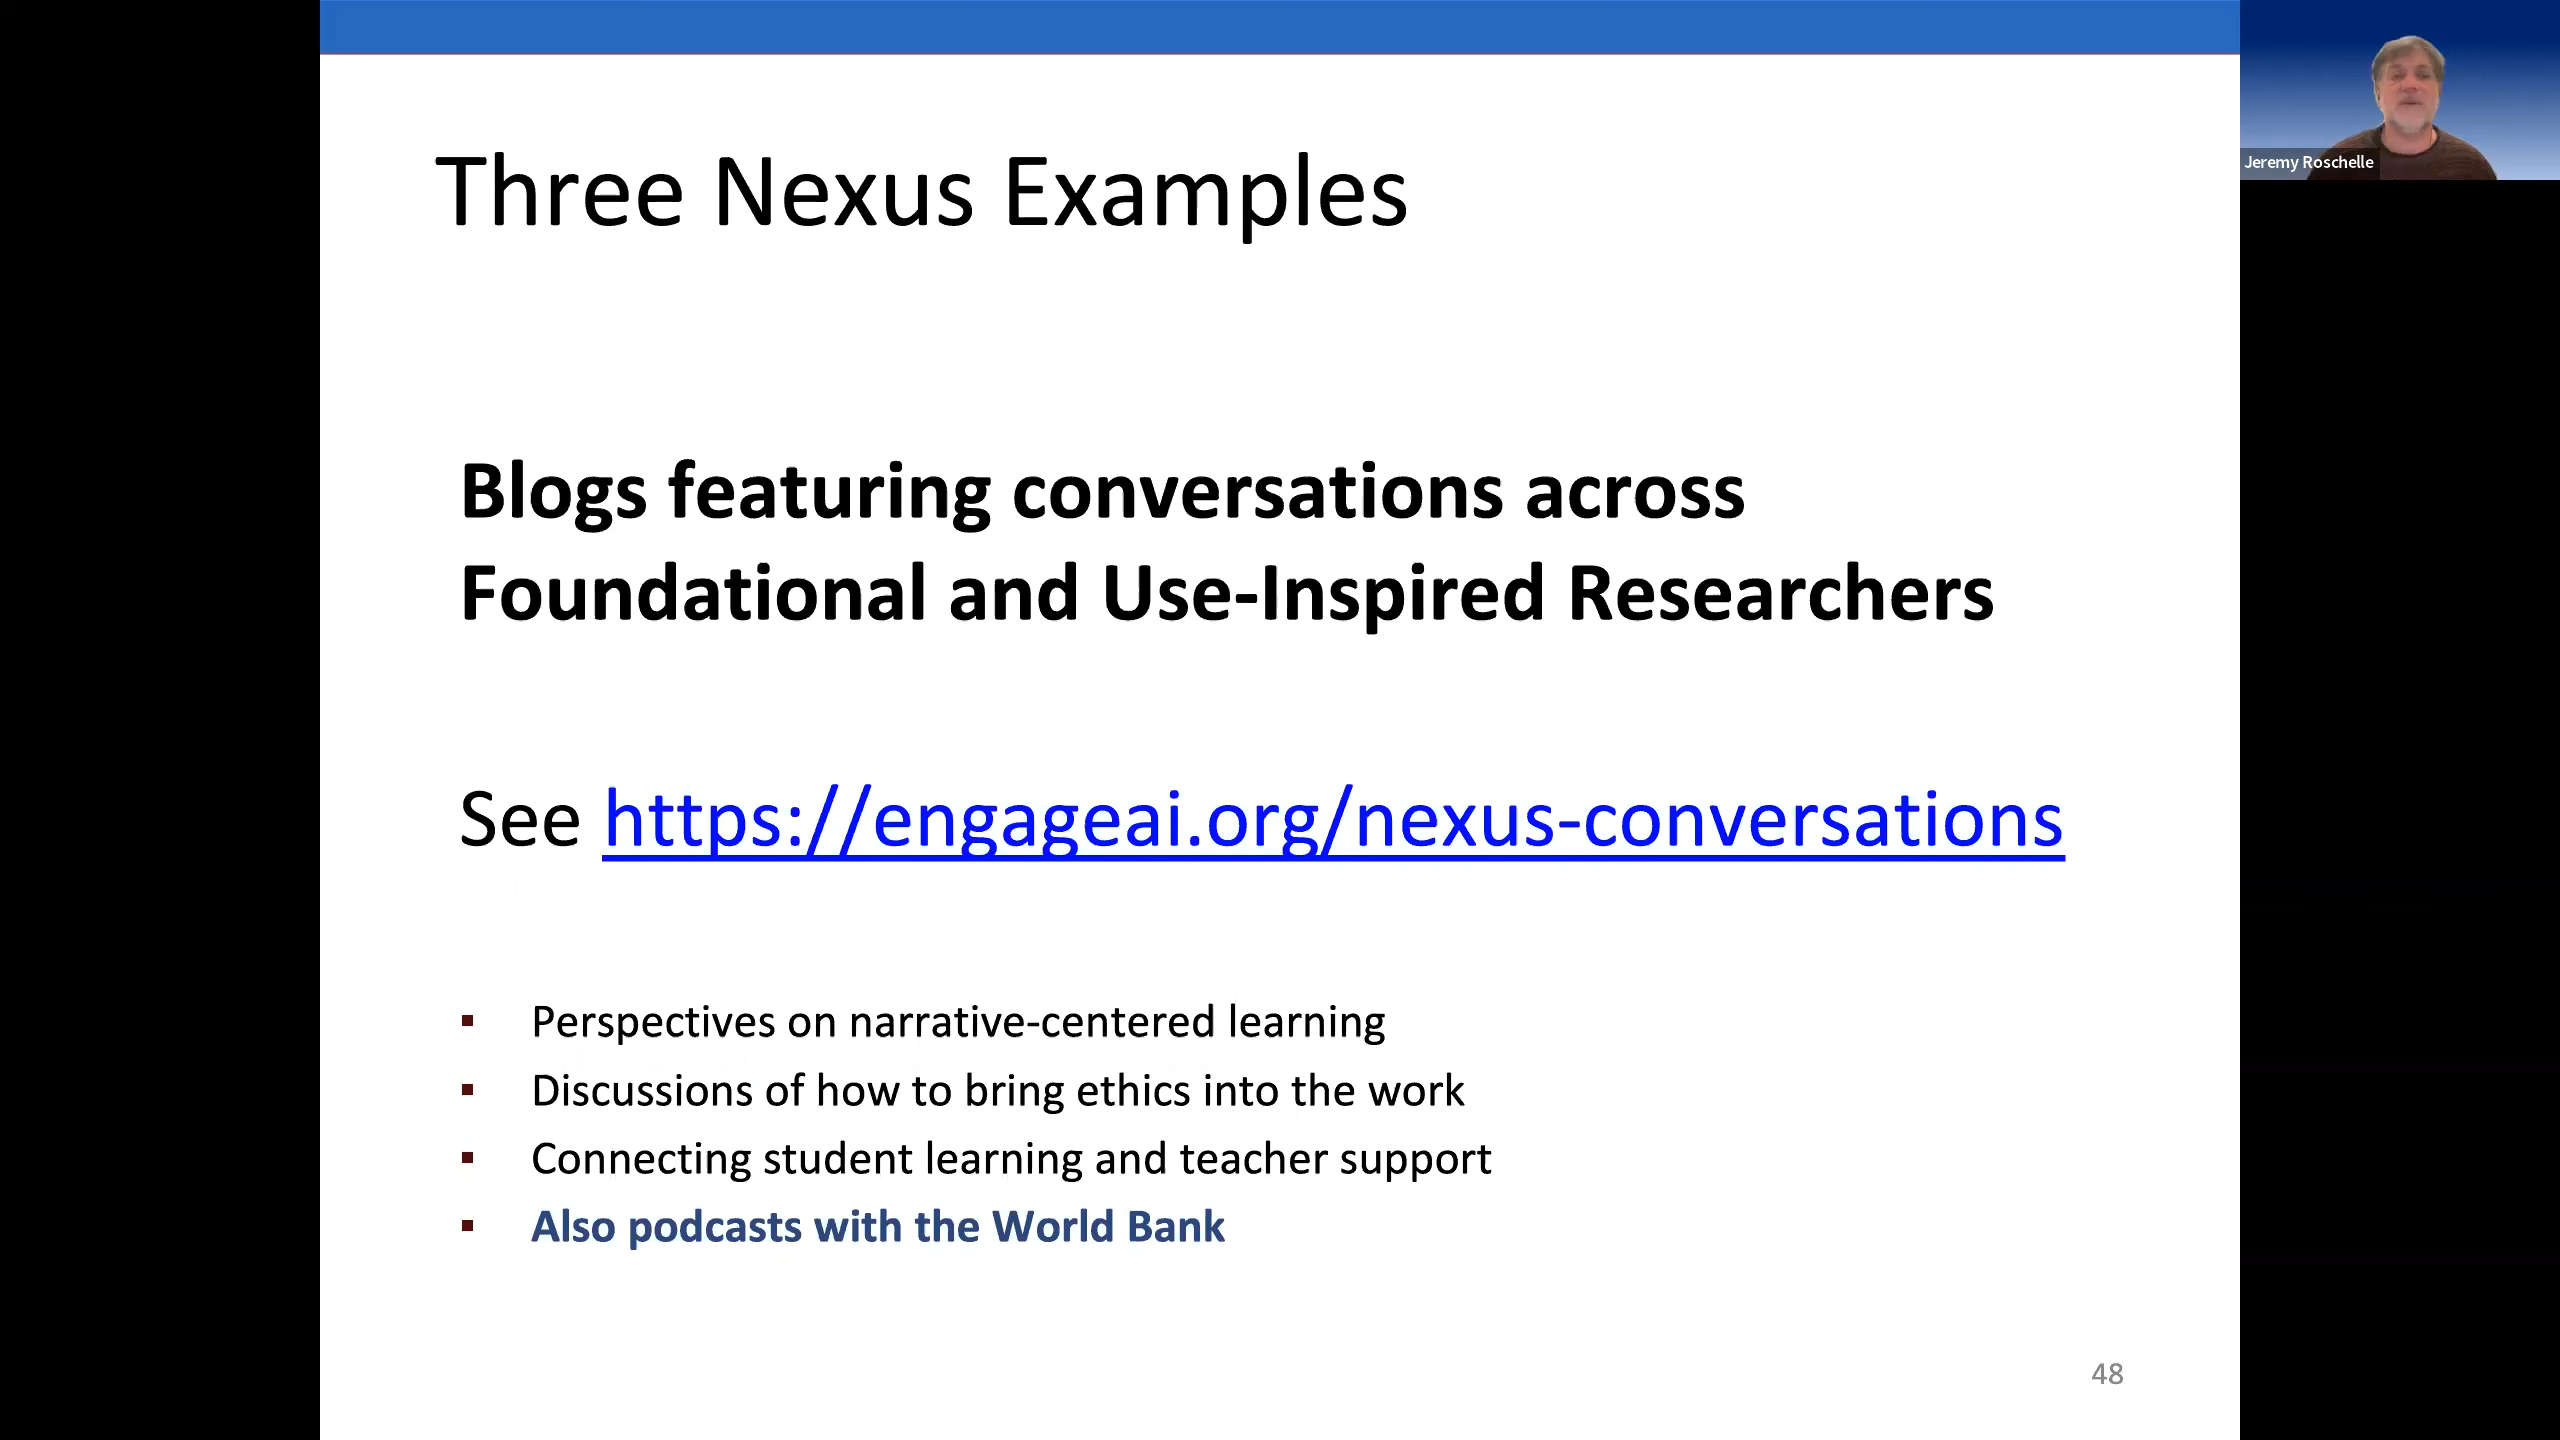 Three Nexus Examples
Jeremy Roschelle
Blogs featuring conversations across
Foundational and Use-Inspired Researchers
See https://engageai.org/nexus-conversations
▪ Perspectives on narrative-centered learning
▪ Discussions of how to bring ethics into the work
▪ Connecting student learning and teacher support
▪ Also podcasts with the World Bank
48